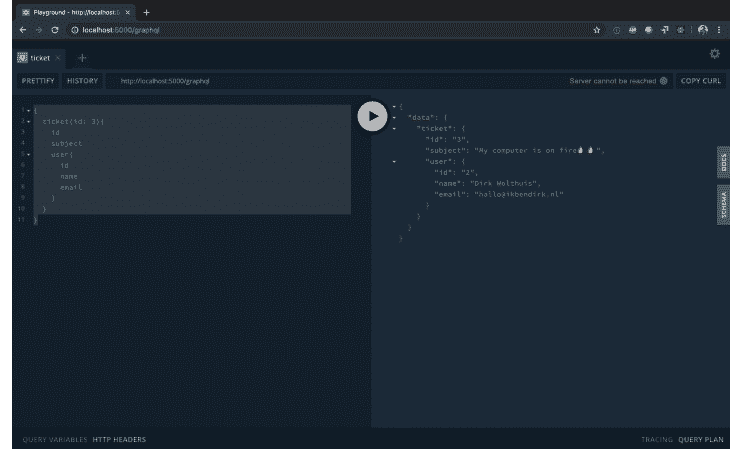 Playground - http://localhost:5
localhost:5000/graphql
ticket
PRETTIFY HISTORY http://localhost:5000/graphql Server cannot be reached COPY CURL
1 {
2 ticket(id: 3){
3 id
4 subject
5 user{
6 id
7 name
8 email
9 }
10 }
11 }
{
"data": {
"ticket": {
"id": "3",
"subject": "My computer is on fire🔥🔥",
"user": {
"id": "2",
"name": "Dirk Wolthuis",
"email": "hallo@ikbendirk.nl"
}
}
}
}
DOCS
SCHEMA
QUERY VARIABLES HTTP HEADERS TRACING QUERY PLAN